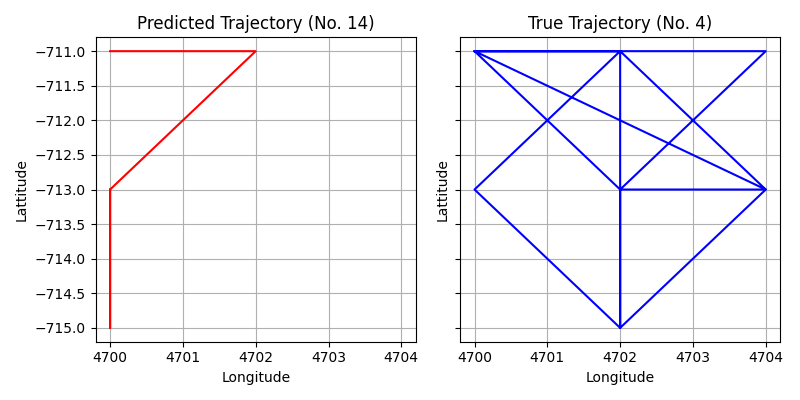 Predicted Trajectory (No. 14)
True Trajectory (No. 4)
Lattitude
−711.0
−711.5
−712.0
−712.5
−713.0
−713.5
−714.0
−714.5
−715.0
4700 4701 4702 4703 4704
Longitude
Lattitude
4700 4701 4702 4703 4704
Longitude